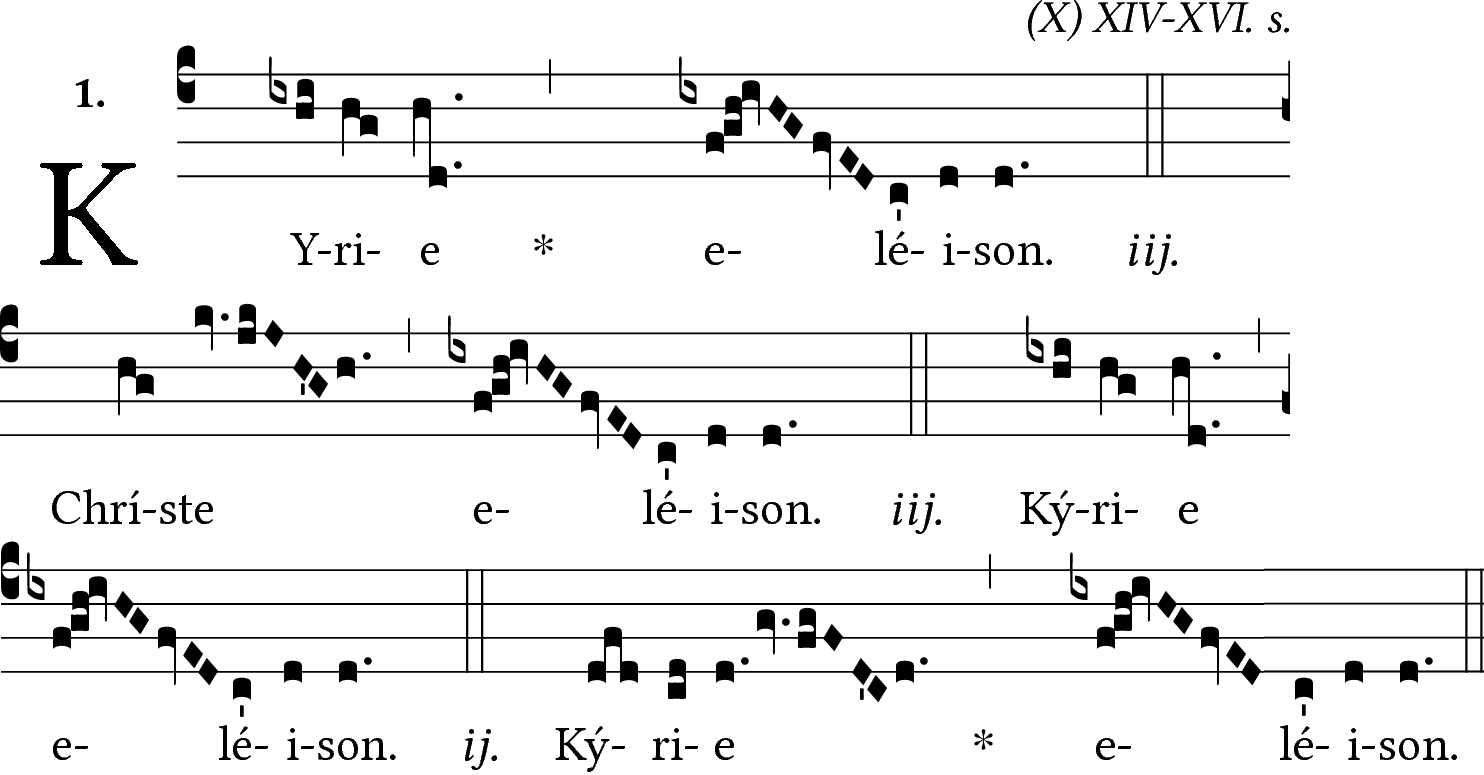 (X) XIV-XVI. s.
1.
KY-ri- e * e- lé- i-son. iij.
Chrí-ste e- lé- i-son. iij. Ký-ri- e
e- lé- i-son. ij. Ký- ri- e * e- lé- i-son.